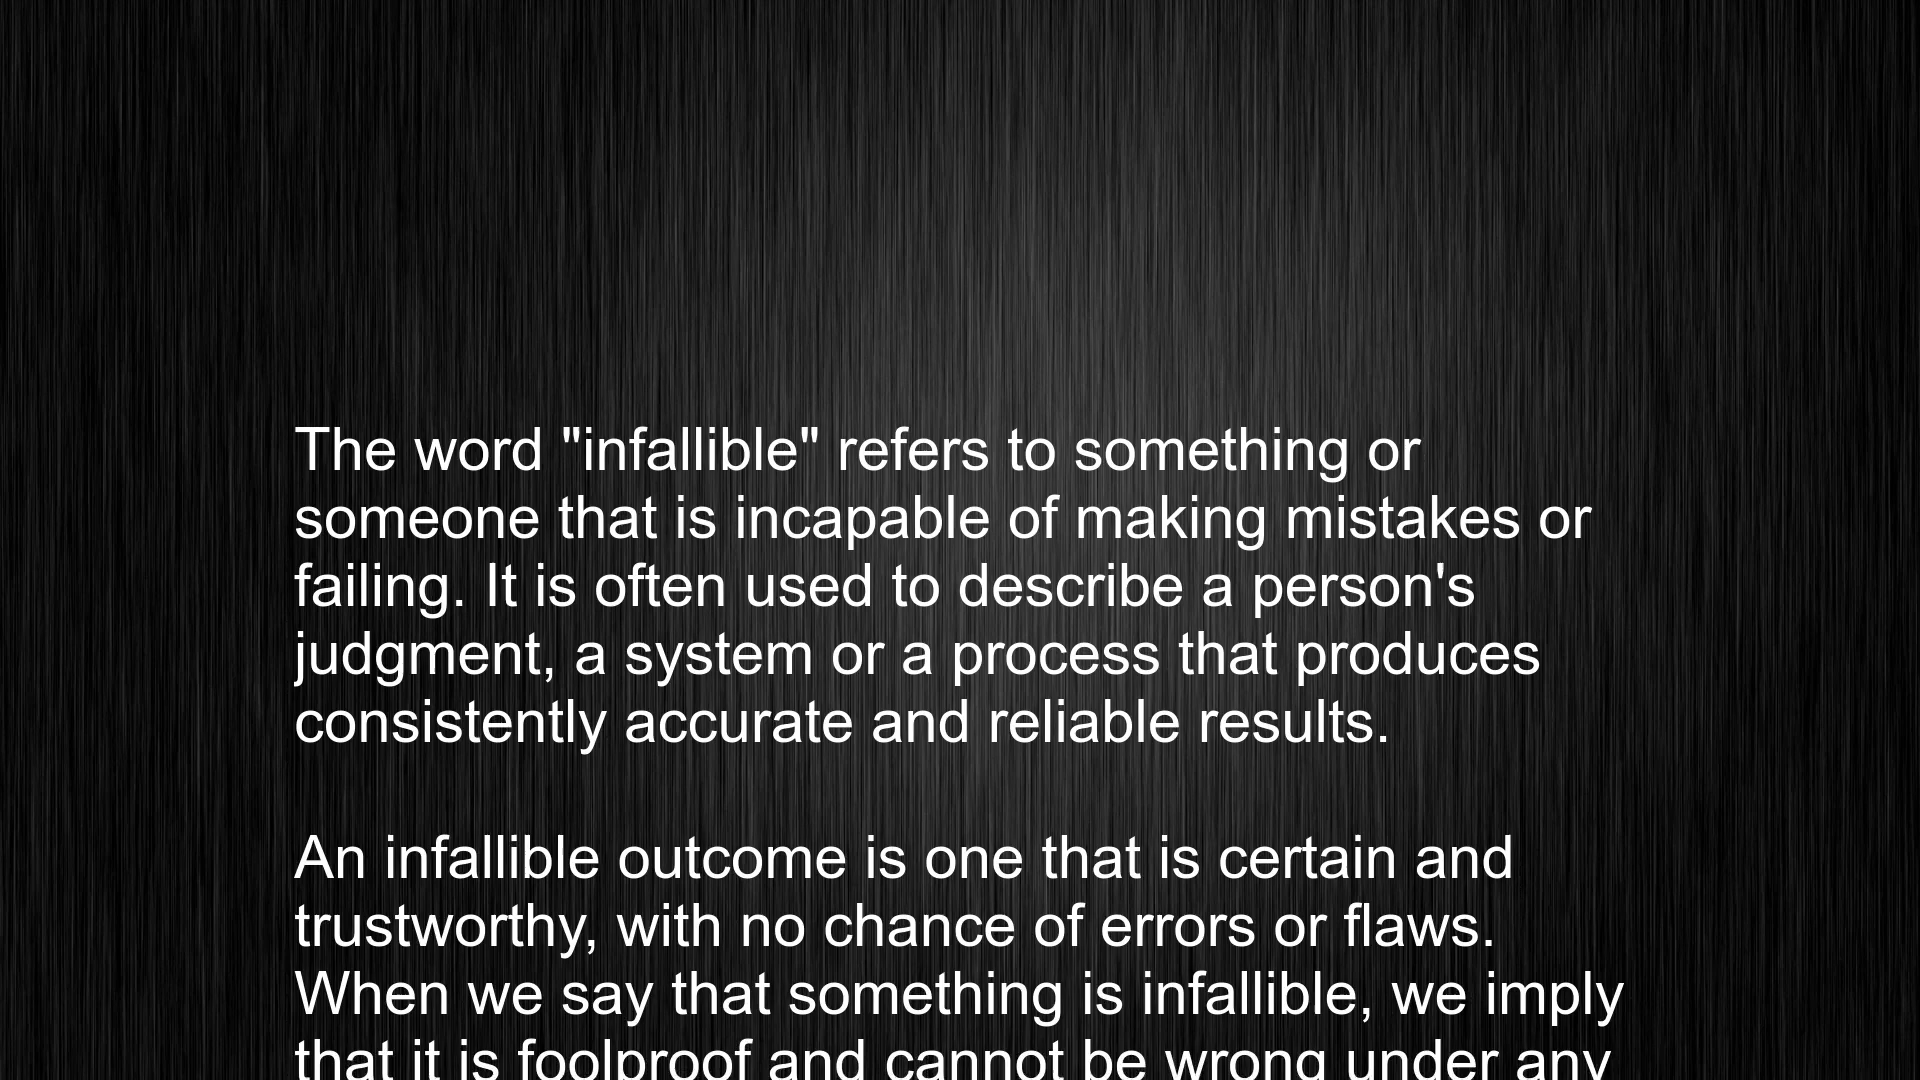 The word "infallible" refers to something or
someone that is incapable of making mistakes or
failing. It is often used to describe a person's
judgment, a system or a process that produces
consistently accurate and reliable results.
An infallible outcome is one that is certain and
trustworthy, with no chance of errors or flaws.
When we say that something is infallible, we imply
that it is foolproof and cannot be wrong under any